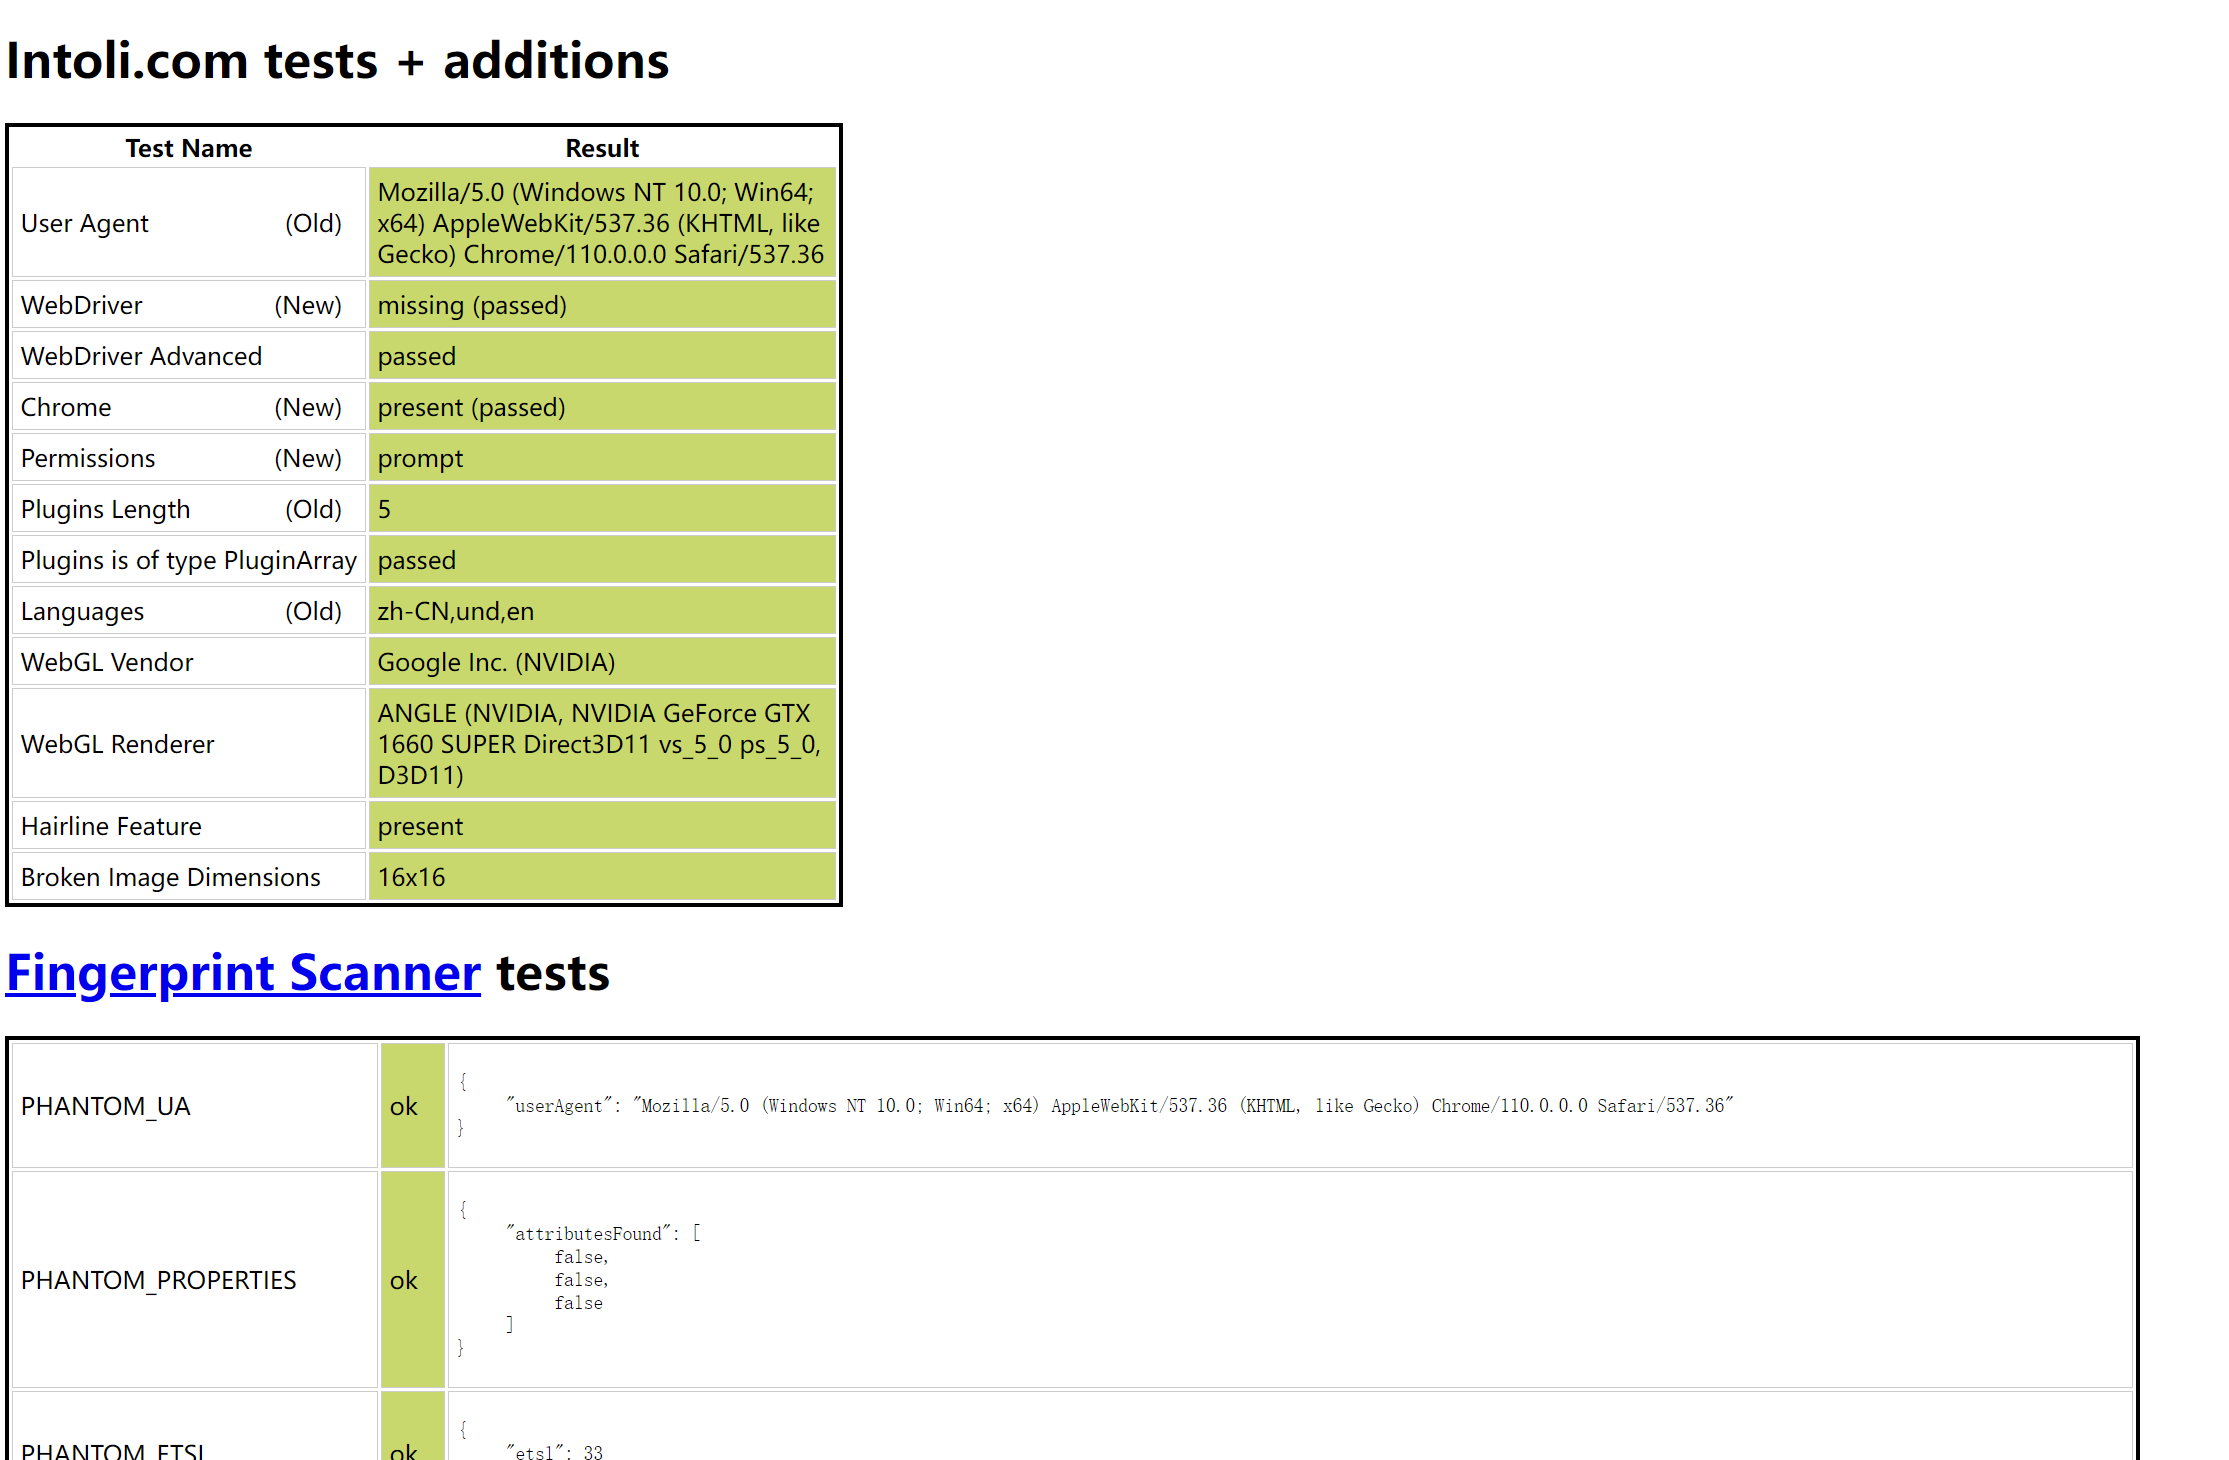 Intoli.com tests + additions
Test Name Result
User Agent (Old) Mozilla/5.0 (Windows NT 10.0; Win64;
x64) AppleWebKit/537.36 (KHTML, like
Gecko) Chrome/110.0.0.0 Safari/537.36
WebDriver (New) missing (passed)
WebDriver Advanced passed
Chrome (New) present (passed)
Permissions (New) prompt
Plugins Length (Old) 5
Plugins is of type PluginArray passed
Languages (Old) zh-CN,und,en
WebGL Vendor Google Inc. (NVIDIA)
WebGL Renderer ANGLE (NVIDIA, NVIDIA GeForce GTX
1660 SUPER Direct3D11 vs_5_0 ps_5_0,
D3D11)
Hairline Feature present
Broken Image Dimensions 16x16
Fingerprint Scanner tests
PHANTOM_UA ok {
"userAgent": "Mozilla/5.0 (Windows NT 10.0; Win64; x64) AppleWebKit/537.36 (KHTML, like Gecko) Chrome/110.0.0.0 Safari/537.36"
}
PHANTOM_PROPERTIES ok {
"attributesFound": [
false,
false,
false
]
}
PHANTOM_ETSL ok {
"etsl": 33